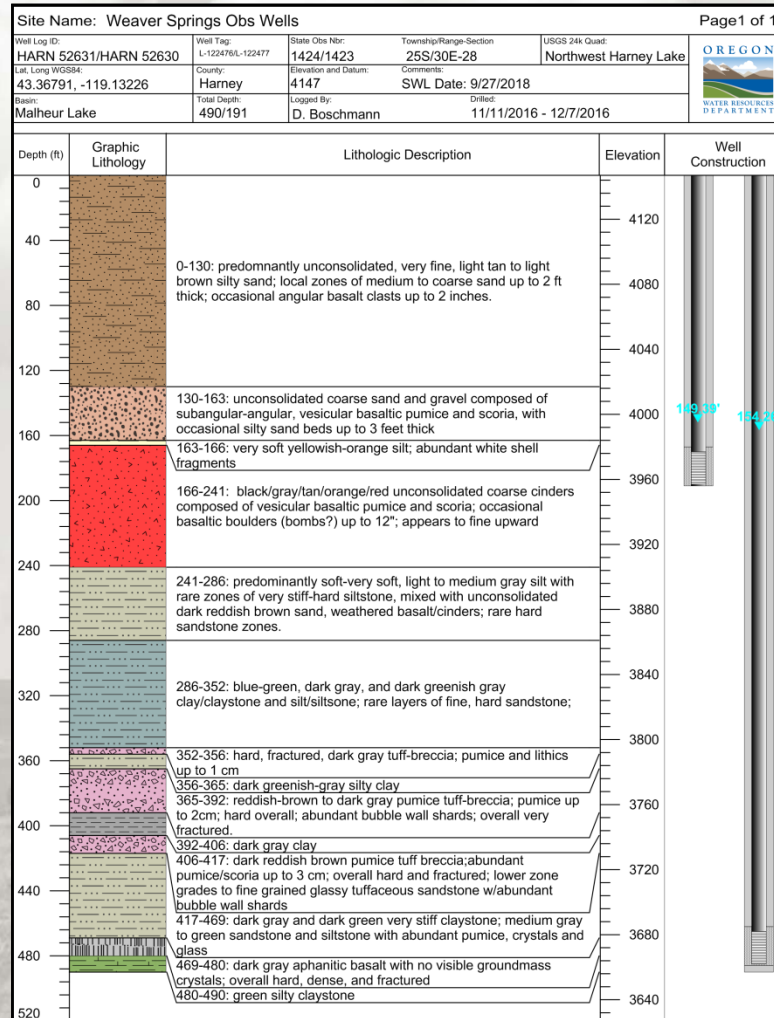 Site Name: Weaver Springs Obs Wells
Page1 of 1
Well Log ID:
HARN 52631/HARN 52630
Well Tag:
L-122476/L-122477
State Obs Nbr:
1424/1423
Township/Range-Section
25S/30E-28
USGS 24k Quad:
Northwest Harney Lake
OREGON
WATER RESOURCES
DEPARTMENT
Lat, Long WGS84:
43.36791, -119.13226
County:
Harney
Elevation and Datum:
4147
Comments:
SWL Date: 9/27/2018
Basin:
Malheur Lake
Total Depth:
490/191
Logged By:
D. Boschmann
Drilled:
11/11/2016 - 12/7/2016
Depth (ft)
Graphic
Lithology
Lithologic Description
Elevation
Well
Construction
0
40
80
120
160
200
240
280
320
360
400
440
480
520
0-130: predomnantly unconsolidated, very fine, light tan to light
brown silty sand; local zones of medium to coarse sand up to 2 ft
thick; occasional angular basalt clasts up to 2 inches.
130-163: unconsolidated coarse sand and gravel composed of
subangular-angular, vesicular basaltic pumice and scoria, with
occasional silty sand beds up to 3 feet thick
163-166: very soft yellowish-orange silt; abundant white shell
fragments
166-241: black/gray/tan/orange/red unconsolidated coarse cinders
composed of vesicular basaltic pumice and scoria; occasional
basaltic boulders (bombs?) up to 12"; appears to fine upward
241-286: predominantly soft-very soft, light to medium gray silt with
rare zones of very stiff-hard siltstone, mixed with unconsolidated
dark reddish brown sand, weathered basalt/cinders; rare hard
sandstone zones.
286-352: blue-green, dark gray, and dark greenish gray
clay/claystone and silt/siltsone; rare layers of fine, hard sandstone;
352-356: hard, fractured, dark gray tuff-breccia; pumice and lithics
up to 1 cm
356-365: dark greenish-gray silty clay
365-392: reddish-brown to dark gray pumice tuff-breccia; pumice up
to 2cm; hard overall; abundant bubble wall shards; overall very
fractured.
392-406: dark gray clay
406-417: dark reddish brown pumice tuff breccia;abundant
pumice/scoria up to 3 cm; overall hard and fractured; lower zone
grades to fine grained glassy tuffaceous sandstone w/abundant
bubble wall shards
417-469: dark gray and dark green very stiff claystone; medium gray
to green sandstone and siltstone with abundant pumice, crystals and
glass
469-480: dark gray aphanitic basalt with no visible groundmass
crystals; overall hard, dense, and fractured
480-490: green silty claystone
4120
4080
4040
4000
3960
3920
3880
3840
3800
3760
3720
3680
3640
149.39'